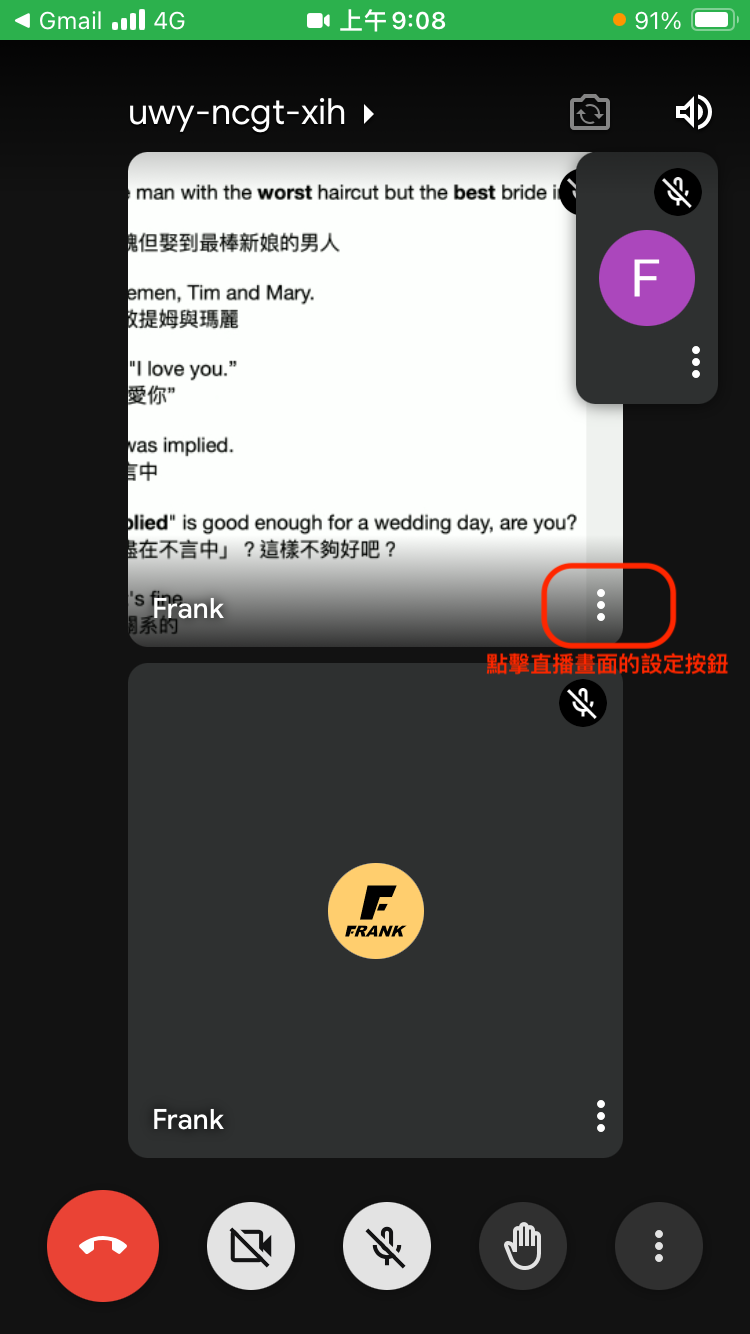 Gmail 4G 上午9:08 91%
uwy-ncgt-xih
man with the worst haircut but the best bride i
但娶到最棒新娘的男人
emen, Tim and Mary.
提姆與瑪麗
"I love you.”
愛你”
was implied.
言中
plied" is good enough for a wedding day, are you?
盡在不言中」？這樣不夠好吧？
's fine
關系的
F
Frank
點擊直播畫面的設定按鈕
F
FRANK
Frank